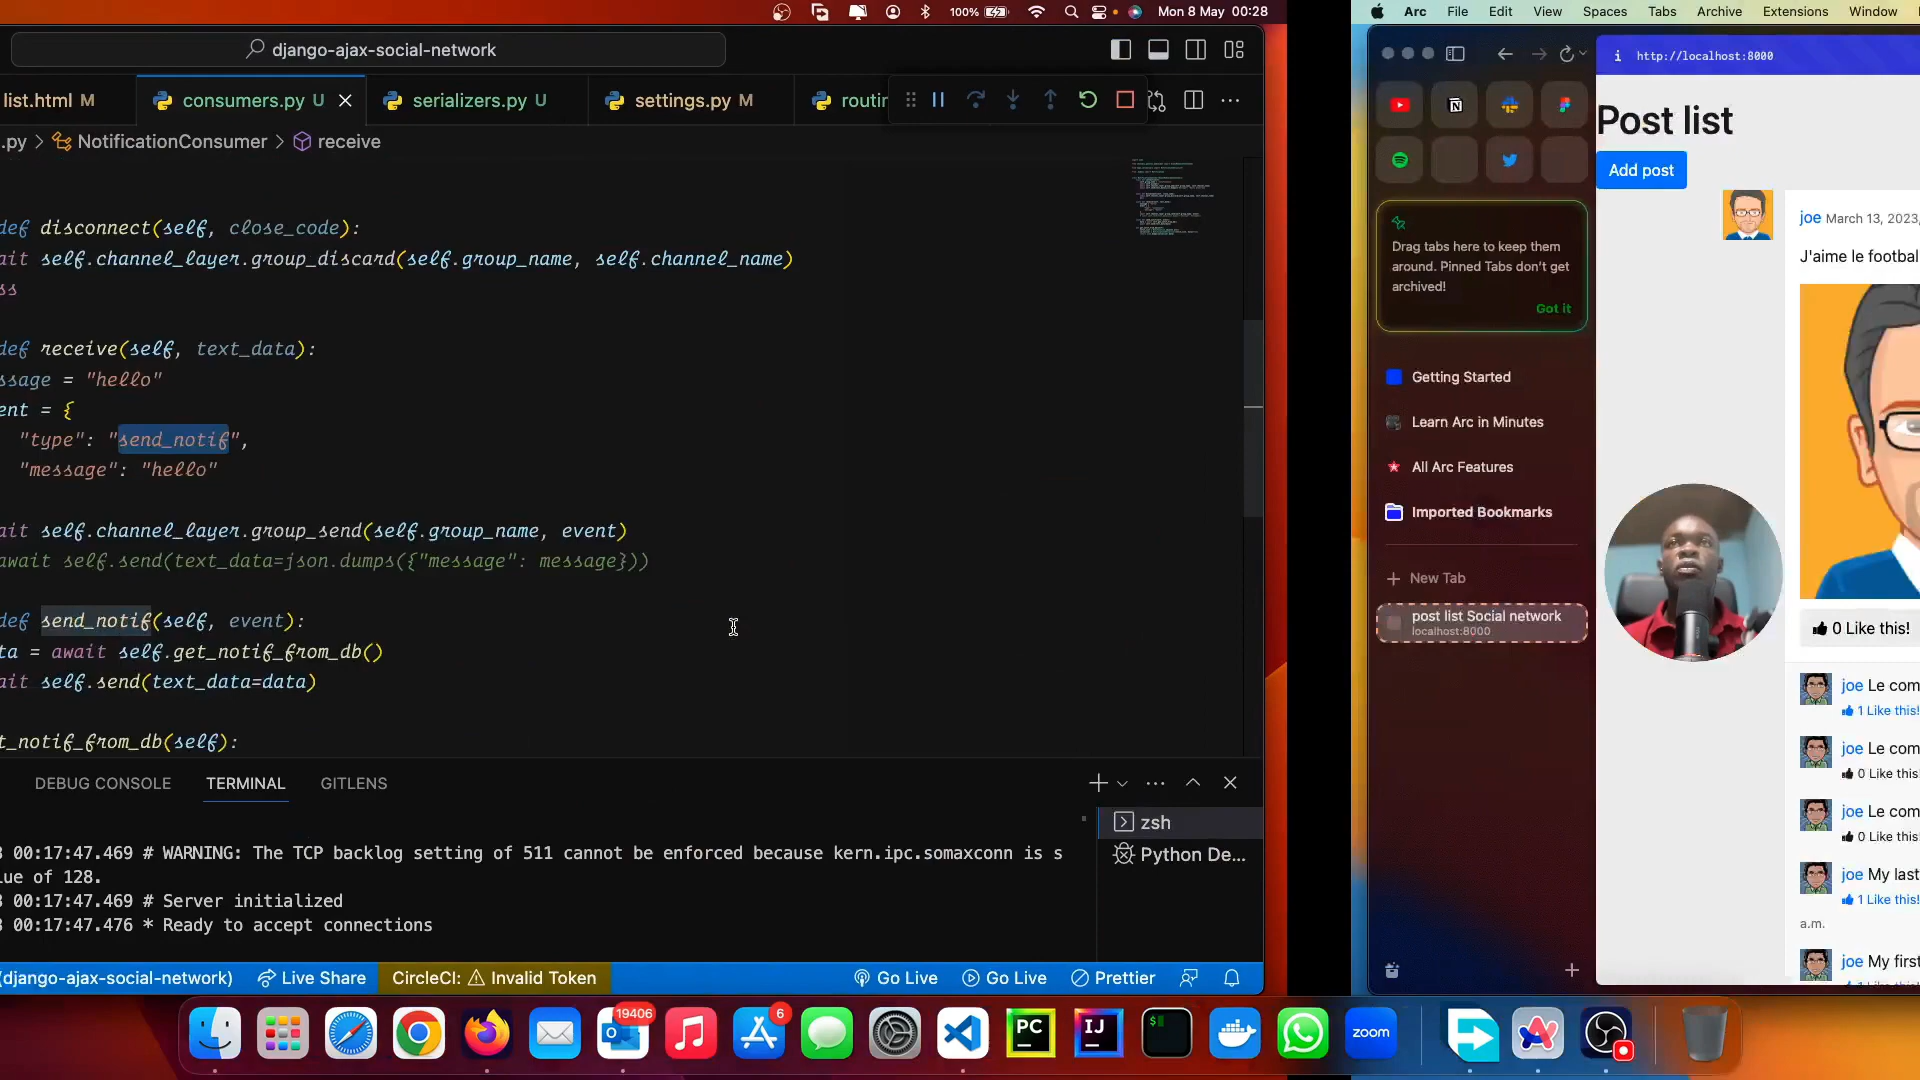 100% Mon 8 May 00:28
django-ajax-social-network
list.html M consumers.py U serializers.py U settings.py M routin
.py > NotificationConsumer > receive
def disconnect(self, close_code):
ait self.channel_layer.group_discard(self.group_name, self.channel_name)
ss
def receive(self, text_data):
ssage = "hello"
ent = {
"type": "send_notif",
"message": "hello"
ait self.channel_layer.group_send(self.group_name, event)
await self.send(text_data=json.dumps({"message": message}))
def send_notif(self, event):
ta = await self.get_notif_from_db()
ait self.send(text_data=data)
t_notif_from_db(self):
DEBUG CONSOLE TERMINAL GITLENS
zsh
Python De...
00:17:47.469 # WARNING: The TCP backlog setting of 511 cannot be enforced because kern.ipc.somaxconn is s
lue of 128.
00:17:47.469 # Server initialized
00:17:47.476 * Ready to accept connections
(django-ajax-social-network) Live Share CircleCI: Invalid Token Go Live Go Live Prettier
19406
6
PC
IJ
zoom
Arc File Edit View Spaces Tabs Archive Extensions Window
http://localhost:8000
Drag tabs here to keep them
around. Pinned Tabs don't get
archived!
Got it
Getting Started
Learn Arc in Minutes
All Arc Features
Imported Bookmarks
New Tab
post list Social network
localhost:8000
Post list
Add post
joe March 13, 2023,
J'aime le footbal
0 Like this!
joe Le com
1 Like this!
joe Le com
0 Like this!
joe Le com
0 Like this!
joe My last
1 Like this!
a.m.
joe My first